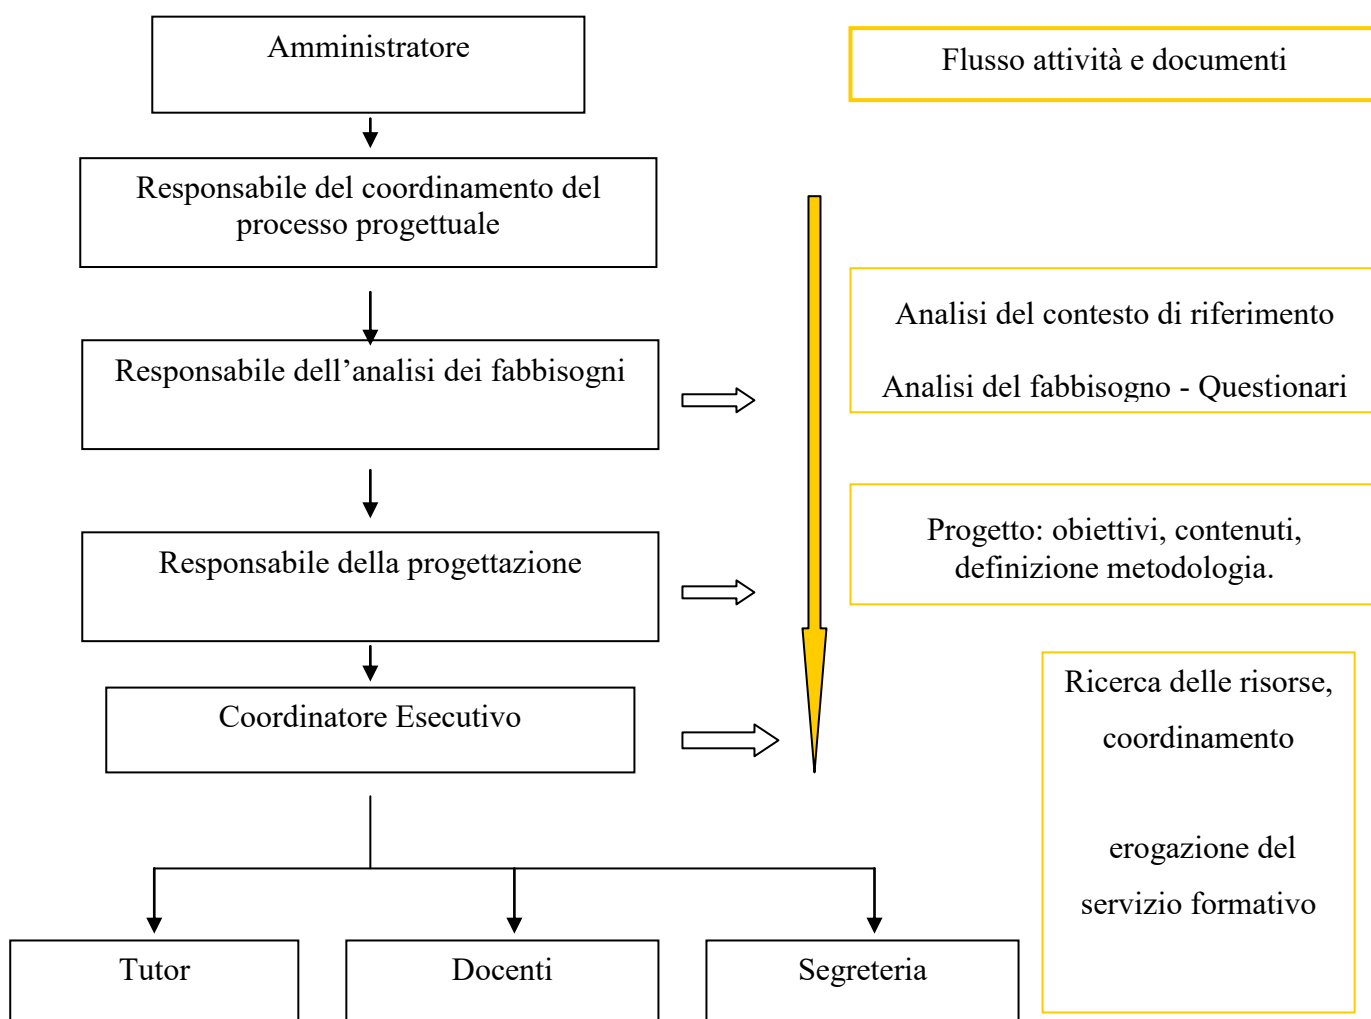 Amministratore
Flusso attività e documenti
Responsabile del coordinamento del
processo progettuale
Analisi del contesto di riferimento
Responsabile dell’analisi dei fabbisogni
Analisi del fabbisogno - Questionari
Progetto: obiettivi, contenuti,
definizione metodologia.
Responsabile della progettazione
Coordinatore Esecutivo
Ricerca delle risorse,
coordinamento
erogazione del
servizio formativo
Tutor
Docenti
Segreteria